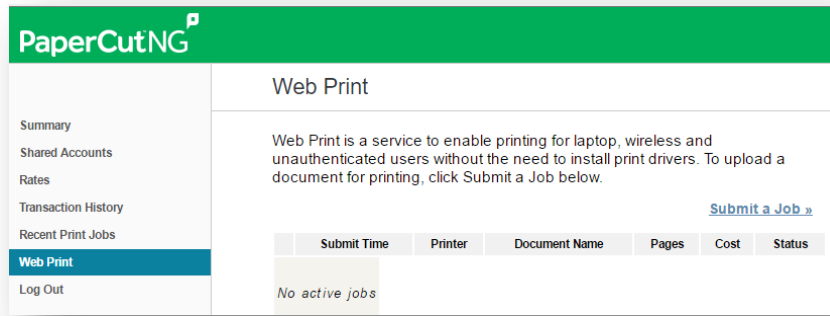 PaperCutNG
Web Print
Summary
Shared Accounts
Rates
Transaction History
Recent Print Jobs
Web Print
Log Out
Web Print is a service to enable printing for laptop, wireless and
unauthenticated users without the need to install print drivers. To upload a
document for printing, click Submit a Job below.
Submit a Job »
Submit Time Printer Document Name Pages Cost Status
No active jobs